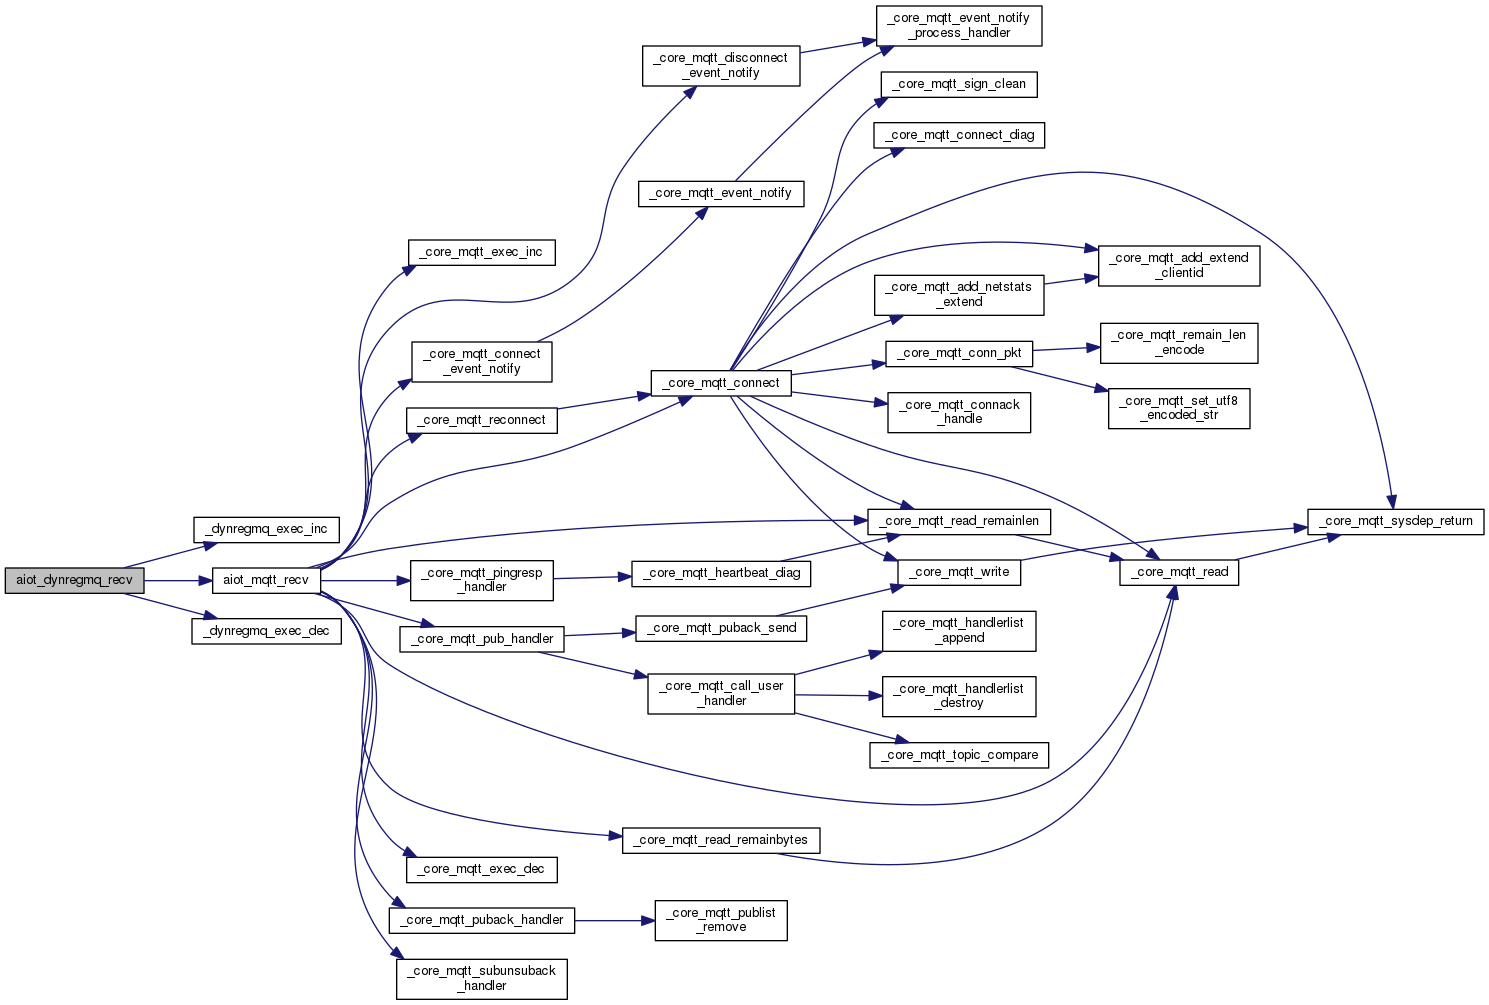 _core_mqtt_event_notify
_process_handler
_core_mqtt_disconnect
_event_notify
_core_mqtt_sign_clean
_core_mqtt_connect_diag
_core_mqtt_event_notify
_core_mqtt_exec_inc
_core_mqtt_add_extend
_clientid
_core_mqtt_add_netstats
_extend
_core_mqtt_remain_len
_encode
_core_mqtt_conn_pkt
_core_mqtt_connect
_event_notify
_core_mqtt_connect
_core_mqtt_set_utf8
_encoded_str
_core_mqtt_connack
_handle
_core_mqtt_reconnect
_core_mqtt_read_remainlen
_core_mqtt_sysdep_return
_dynregmq_exec_inc
aiot_dynregmq_recv
aiot_mqtt_recv
_core_mqtt_pingresp
_handler
_core_mqtt_heartbeat_diag
_core_mqtt_write
_core_mqtt_read
_dynregmq_exec_dec
_core_mqtt_pub_handler
_core_mqtt_puback_send
_core_mqtt_handlerlist
_append
_core_mqtt_call_user
_handler
_core_mqtt_handlerlist
_destroy
_core_mqtt_topic_compare
_core_mqtt_read_remainbytes
_core_mqtt_exec_dec
_core_mqtt_puback_handler
_core_mqtt_publist
_remove
_core_mqtt_subunsuback
_handler